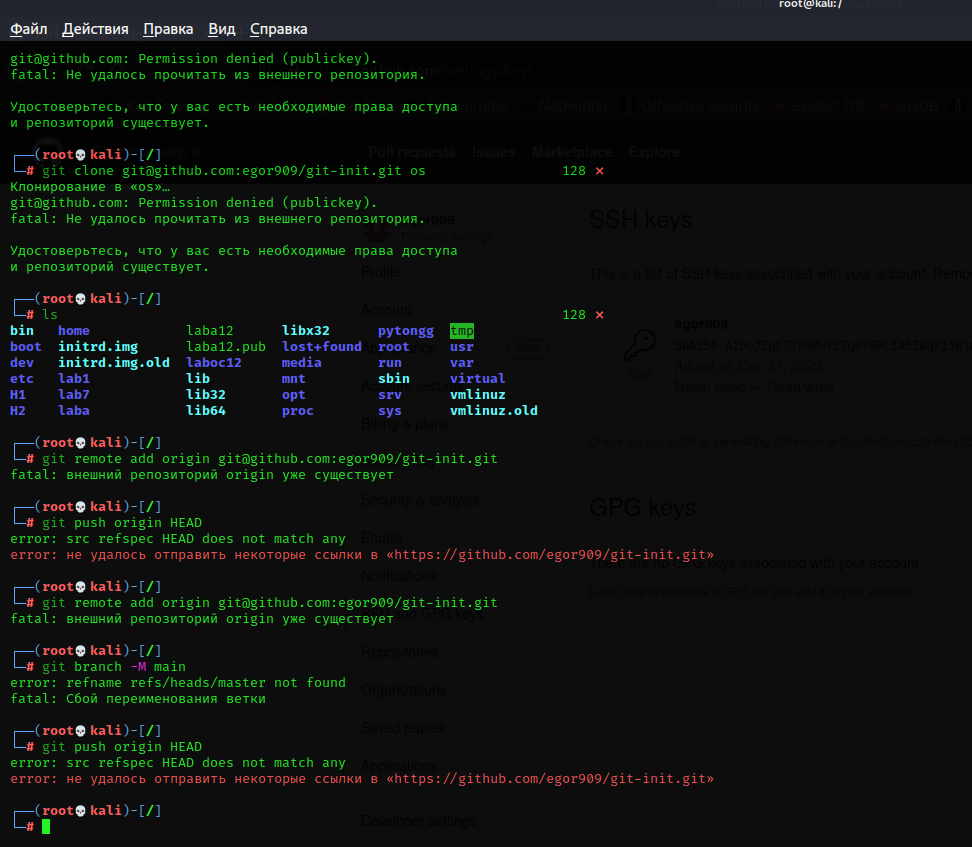 root@kali: /
Файл Действия Правка Вид Справка
git@github.com: Permission denied (publickey).
fatal: Не удалось прочитать из внешнего репозитория.
Удостоверьтесь, что у вас есть необходимые права доступа
и репозиторий существует.
┌──(root💀kali)-[/]
└─# git clone git@github.com:egor909/git-init.git os 128 ⨯
Клонирование в «os»…
git@github.com: Permission denied (publickey).
fatal: Не удалось прочитать из внешнего репозитория.
Удостоверьтесь, что у вас есть необходимые права доступа
и репозиторий существует.
┌──(root💀kali)-[/]
└─# ls 128 ⨯
bin home laba12 libx32 pytongg tmp
boot initrd.img laba12.pub lost+found root usr
dev initrd.img.old laboc12 media run var
etc lab1 lib mnt sbin virtual
H1 lab7 lib32 opt srv vmlinuz
H2 laba lib64 proc sys vmlinuz.old
┌──(root💀kali)-[/]
└─# git remote add origin git@github.com:egor909/git-init.git
fatal: внешний репозиторий origin уже существует
┌──(root💀kali)-[/]
└─# git push origin HEAD
error: src refspec HEAD does not match any
error: не удалось отправить некоторые ссылки в «https://github.com/egor909/git-init.git»
┌──(root💀kali)-[/]
└─# git remote add origin git@github.com:egor909/git-init.git
fatal: внешний репозиторий origin уже существует
┌──(root💀kali)-[/]
└─# git branch -M main
error: refname refs/heads/master not found
fatal: Сбой переименования ветки
┌──(root💀kali)-[/]
└─# git push origin HEAD
error: src refspec HEAD does not match any
error: не удалось отправить некоторые ссылки в «https://github.com/egor909/git-init.git»
┌──(root💀kali)-[/]
└─#
/settings/keys
Forums NetHunter Offensive Security Exploit-DB GHDB
Pull requests Issues Marketplace Explore
Personal settings
Profile
Account
New
Billing & plans
Security & analysis
Emails
Notifications
Repositories
Organizations
Saved replies
Applications
Developer settings
SSH keys
This is a list of SSH keys associated with your account. Remo
egor909
SSH
Added on Dec 27, 2020
Never used — Read/write
Check out our guide to generating SSH keys or troubleshoot common S
GPG keys
There are no GPG keys associated with your account.
Learn how to generate a GPG key and add it to your account